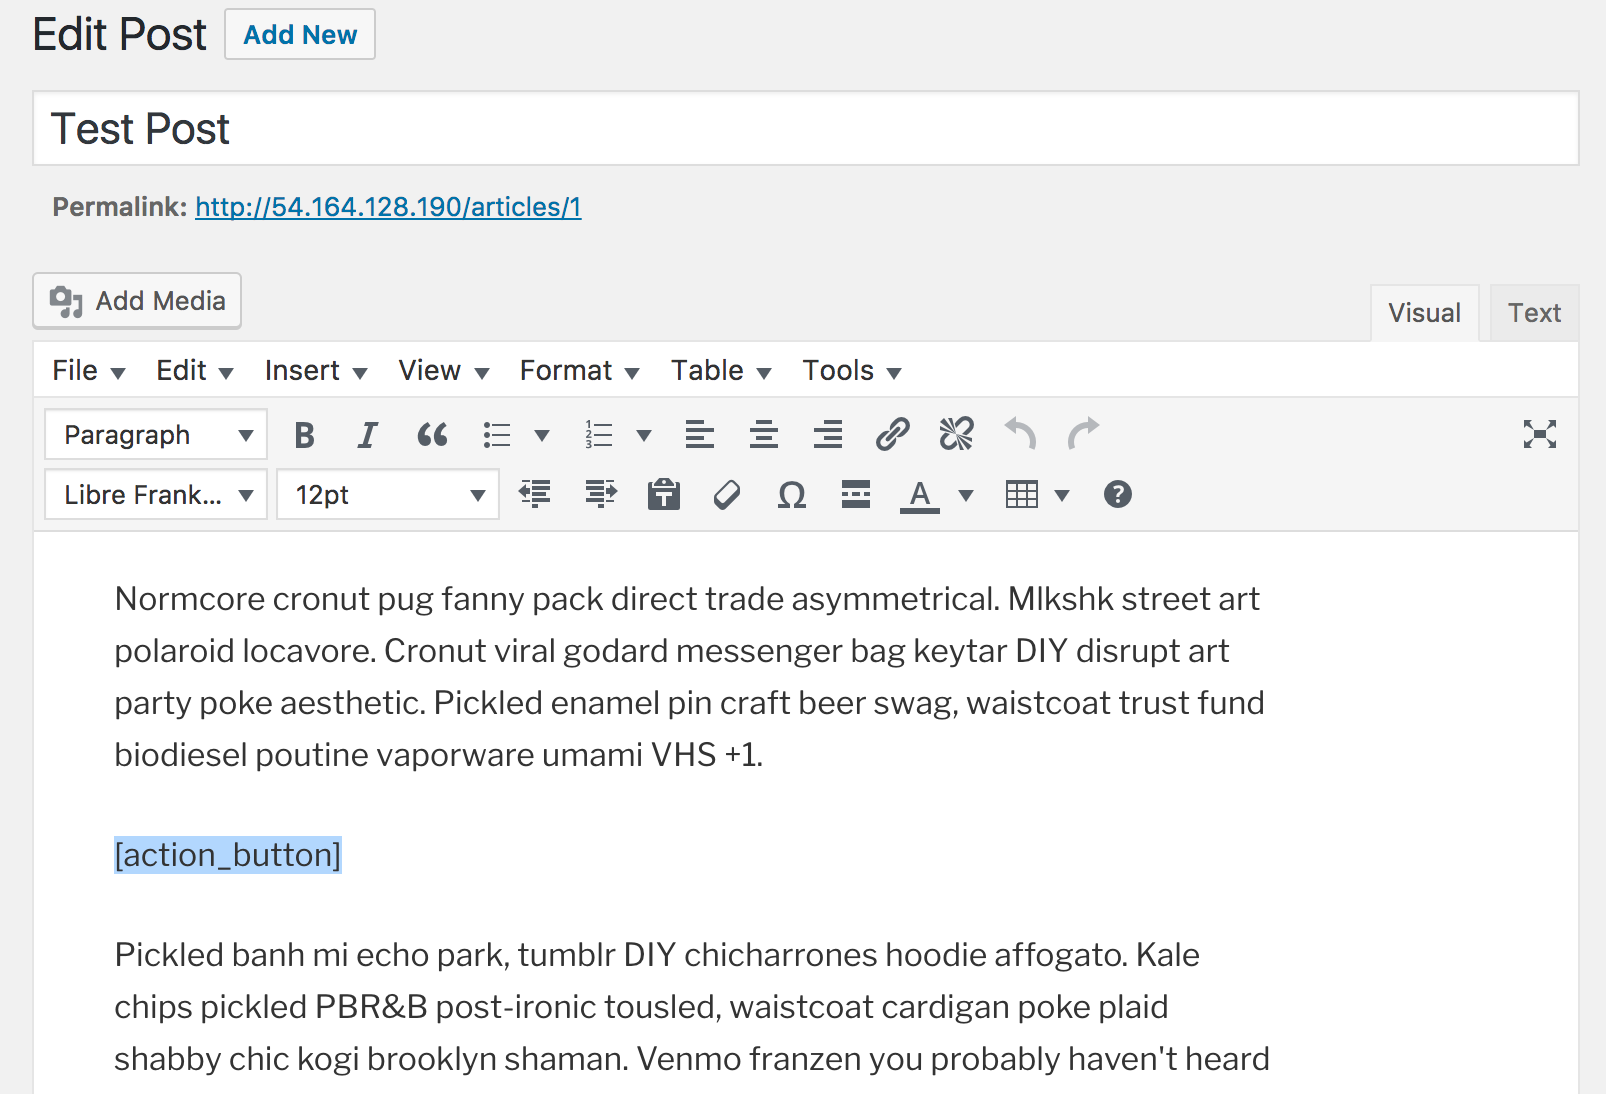 Edit Post Add New
Test Post
Permalink: http://54.164.128.190/articles/1
Add Media
Visual Text
File Edit Insert View Format Table Tools
Paragraph B I
Libre Frank... 12pt T Ω A ?
Normcore cronut pug fanny pack direct trade asymmetrical. Mlkshk street art
polaroid locavore. Cronut viral godard messenger bag keytar DIY disrupt art
party poke aesthetic. Pickled enamel pin craft beer swag, waistcoat trust fund
biodiesel poutine vaporware umami VHS +1.
[action_button]
Pickled banh mi echo park, tumblr DIY chicharrones hoodie affogato. Kale
chips pickled PBR&B post-ironic tousled, waistcoat cardigan poke plaid
shabby chic kogi brooklyn shaman. Venmo franzen you probably haven't heard